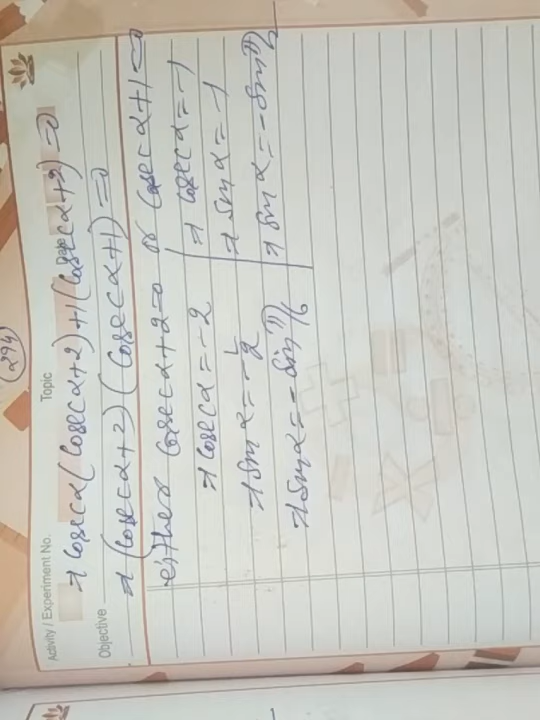 (294)
Activity / Experiment No. Topic Date
⇒ cosecα(cosecα+2)+1(cosecα+2)=0
Objective
⇒ (cosecα+2)(cosecα+1)=0
either cosecα+2=0 or cosecα+1=0
⇒ cosecα=-2 ⇒ cosecα=-1
⇒ Sinα=-1/2 ⇒ Sinα=-1
⇒ Sinα=-Sinπ/6 ⇒ Sinα=-Sinπ/2